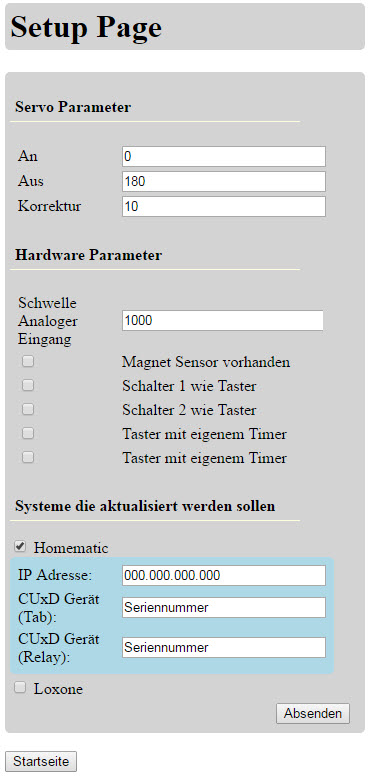 Setup Page
Servo Parameter
An 0
Aus 180
Korrektur 10
Hardware Parameter
Schwelle
Analoger
Eingang
1000
Magnet Sensor vorhanden
Schalter 1 wie Taster
Schalter 2 wie Taster
Taster mit eigenem Timer
Taster mit eigenem Timer
Systeme die aktualisiert werden sollen
Homematic
IP Adresse: 000.000.000.000
CUxD Gerät
(Tab):
Seriennummer
CUxD Gerät
(Relay):
Seriennummer
Loxone
Absenden
Startseite